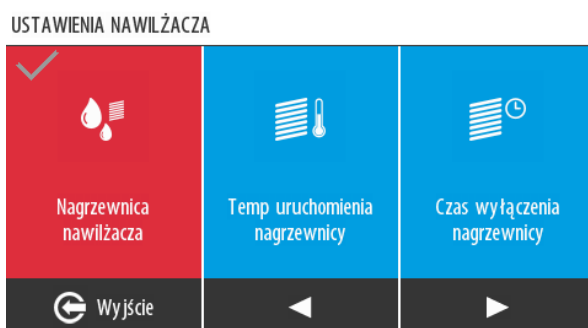 USTAWIENIA NAWILŻACZA
Nagrzewnica
nawilżacza
Temp uruchomienia
nagrzewnicy
Czas wyłączenia
nagrzewnicy
Wyjście